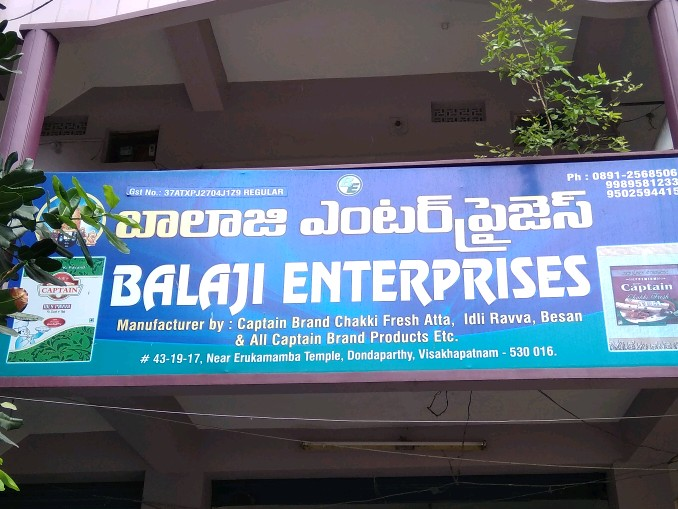 Gst No.: 37ATXPJ2704J1Z9 REGULAR
Ph : 0891-2568506
9989581233
9502594415
బాలాజి ఎంటర్‌ప్రైజెస్
BALAJI ENTERPRISES
Manufacturer by : Captain Brand Chakki Fresh Atta, Idli Ravva, Besan
& All Captain Brand Products Etc.
# 43-19-17, Near Erukamamba Temple, Dondaparthy, Visakhapatnam - 530 016.
CAPTAIN
Captain
Chakki Fresh